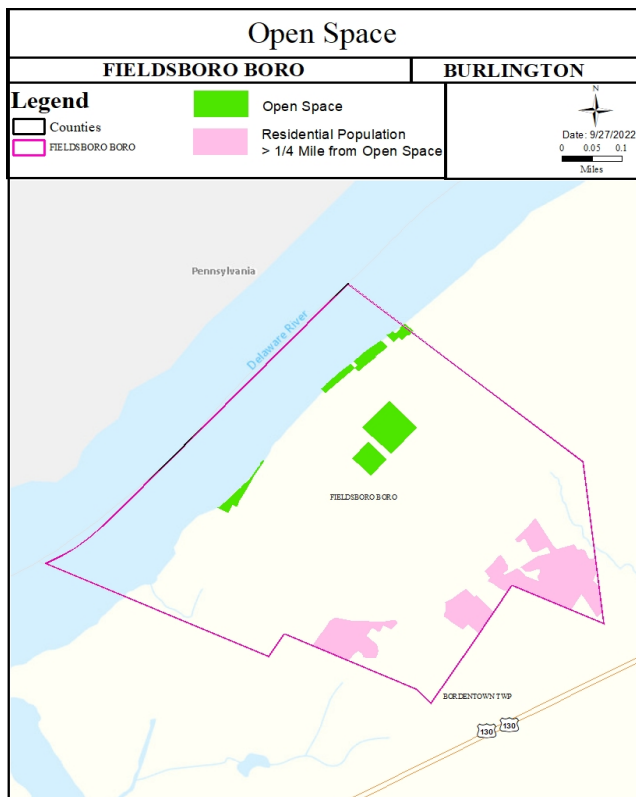 Open Space
FIELDSBORO BORO
BURLINGTON
Legend
Counties
FIELDSBORO BORO
Open Space
Residential Population
> 1/4 Mile from Open Space
N
Date: 9/27/2022
0 0.05 0.1
Miles
Pennsylvania
Delaware River
FIELDSBORO BORO
BORDENTOWN TWP
130
130